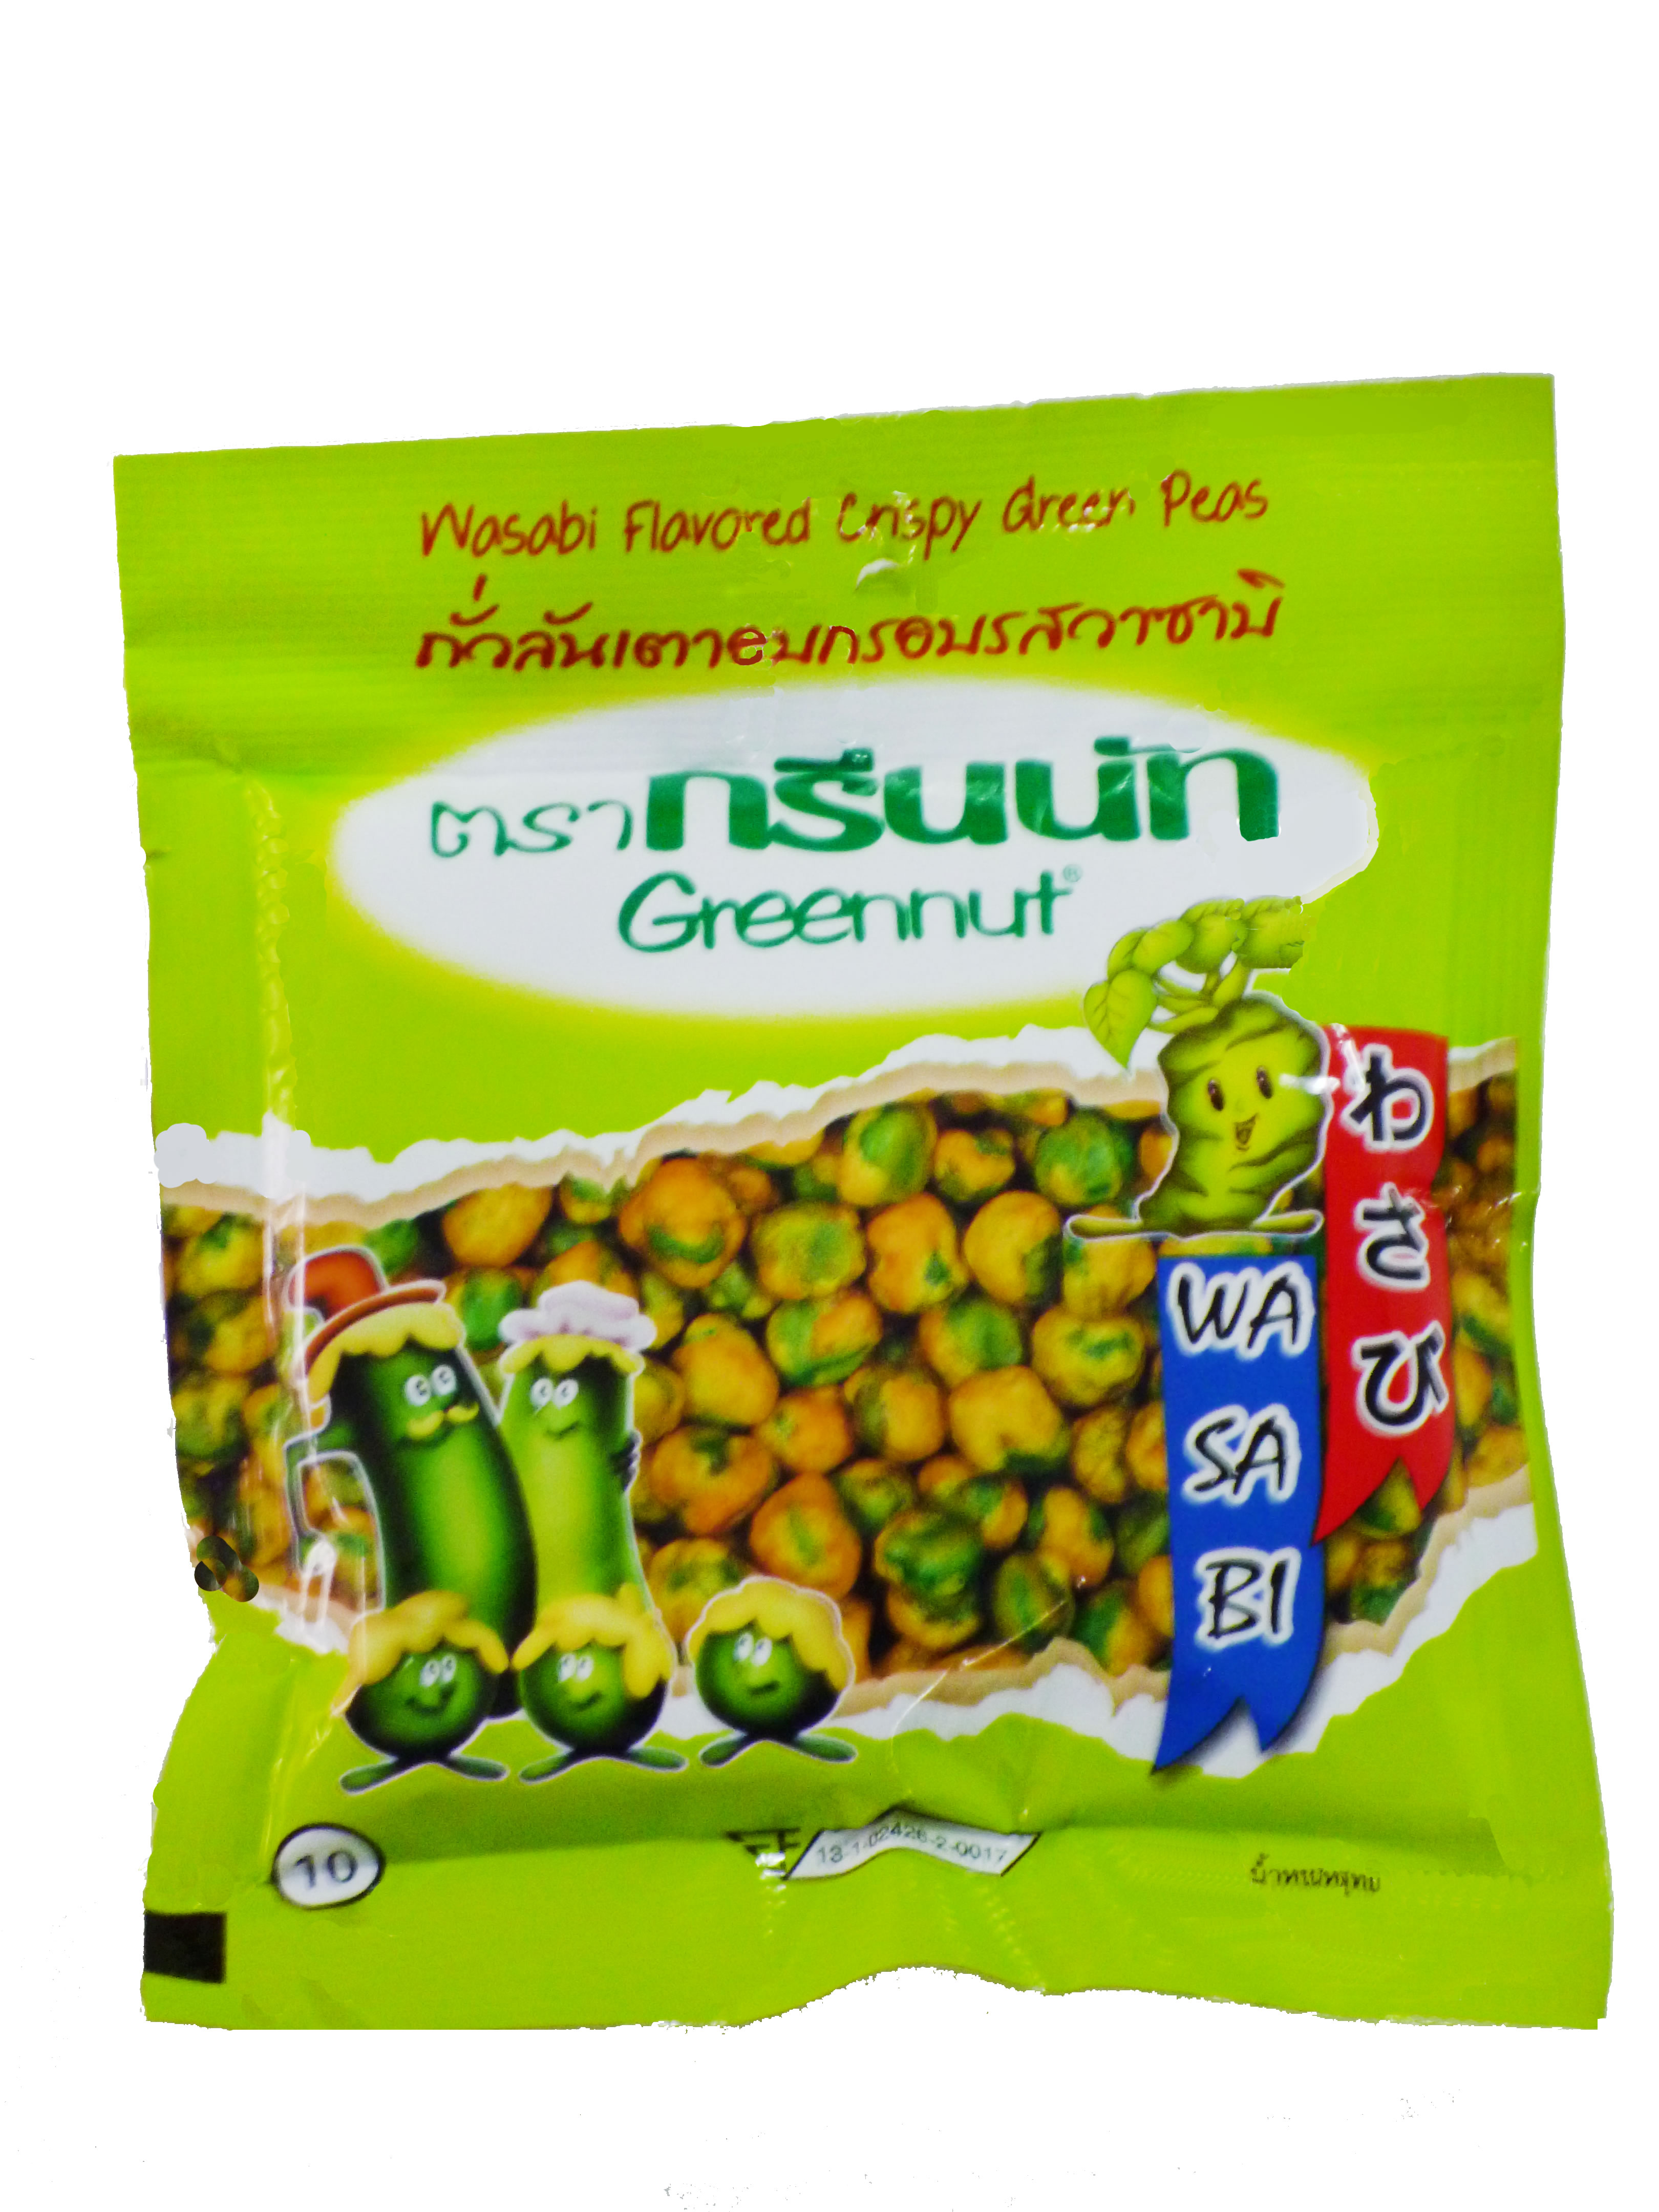 Wasabi Flavored Crispy Green Peas
ถั่วลันเตาอบกรอบรสวาซาบิ
ตรากรีนนัท
Greennut®
わさび
WA
SA
BI
10
13-1-02426-2-0017